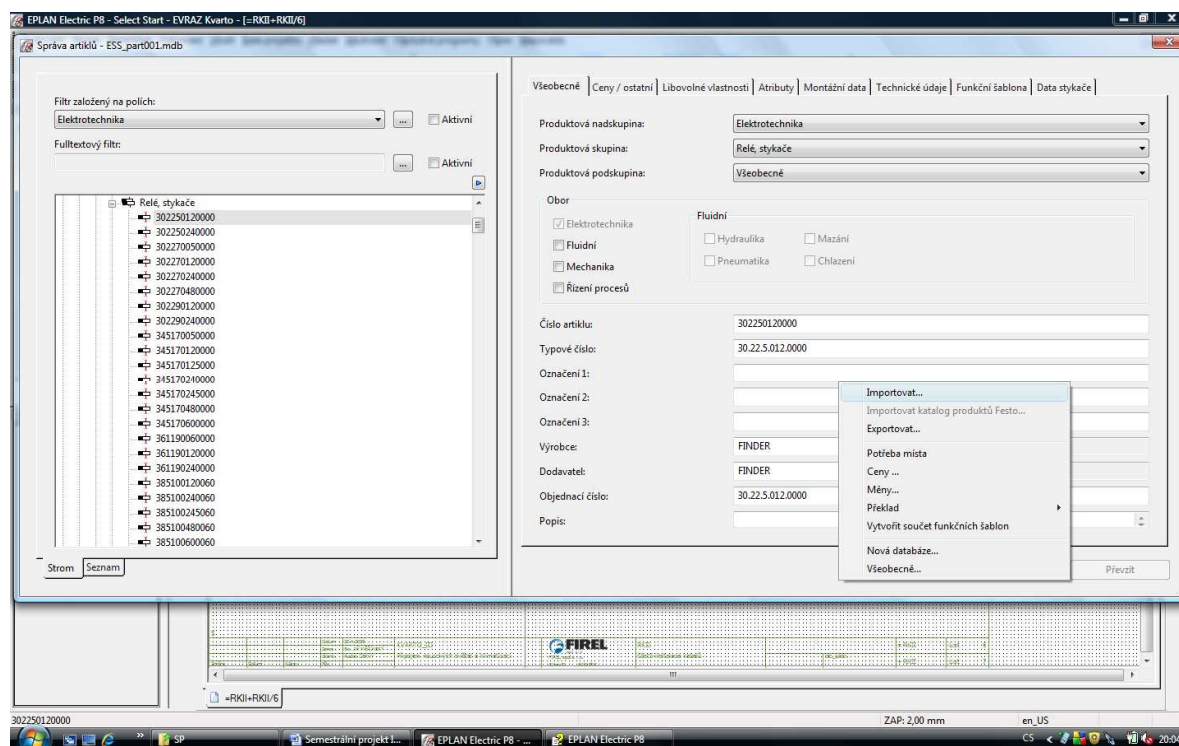 EPLAN Electric P8 - Select Start - EVRAZ Kvarto - [=RKII+RKII/6]
Správa artiklů - ESS_part001.mdb
Filtr založený na polích:
Elektrotechnika ... Aktivní
Fulltextový filtr:
... Aktivní
Relé, stykače
302250120000
302250240000
302270050000
302270120000
302270240000
302270480000
302290120000
302290240000
345170050000
345170120000
345170125000
345170240000
345170245000
345170480000
345170600000
361190060000
361190120000
361190240000
385100120060
385100240060
385100245060
385100480060
385100600060
Strom Seznam
Všeobecně Ceny / ostatní Libovolné vlastnosti Atributy Montážní data Technické údaje Funkční šablona Data stykače
Produktová nadskupina: Elektrotechnika
Produktová skupina: Relé, stykače
Produktová podskupina: Všeobecné
Obor
Elektrotechnika
Fluidní
Mechanika
Řízení procesů
Fluidní
Hydraulika Mazání
Pneumatika Chlazení
Číslo artiklu: 302250120000
Typové číslo: 30.22.5.012.0000
Označení 1:
Označení 2:
Označení 3:
Výrobce: FINDER
Dodavatel: FINDER
Objednací číslo: 30.22.5.012.0000
Popis:
Importovat...
Importovat katalog produktů Festo...
Exportovat...
Potřeba místa
Ceny ...
Měny...
Překlad
Vytvořit součet funkčních šablon
Nová databáze...
Všeobecné...
Převzít
FIREL
=RKII+RKII/6
302250120000 ZAP: 2,00 mm en_US
SP Semestrální projekt I... EPLAN Electric P8 - ... EPLAN Electric P8 CS 20:04